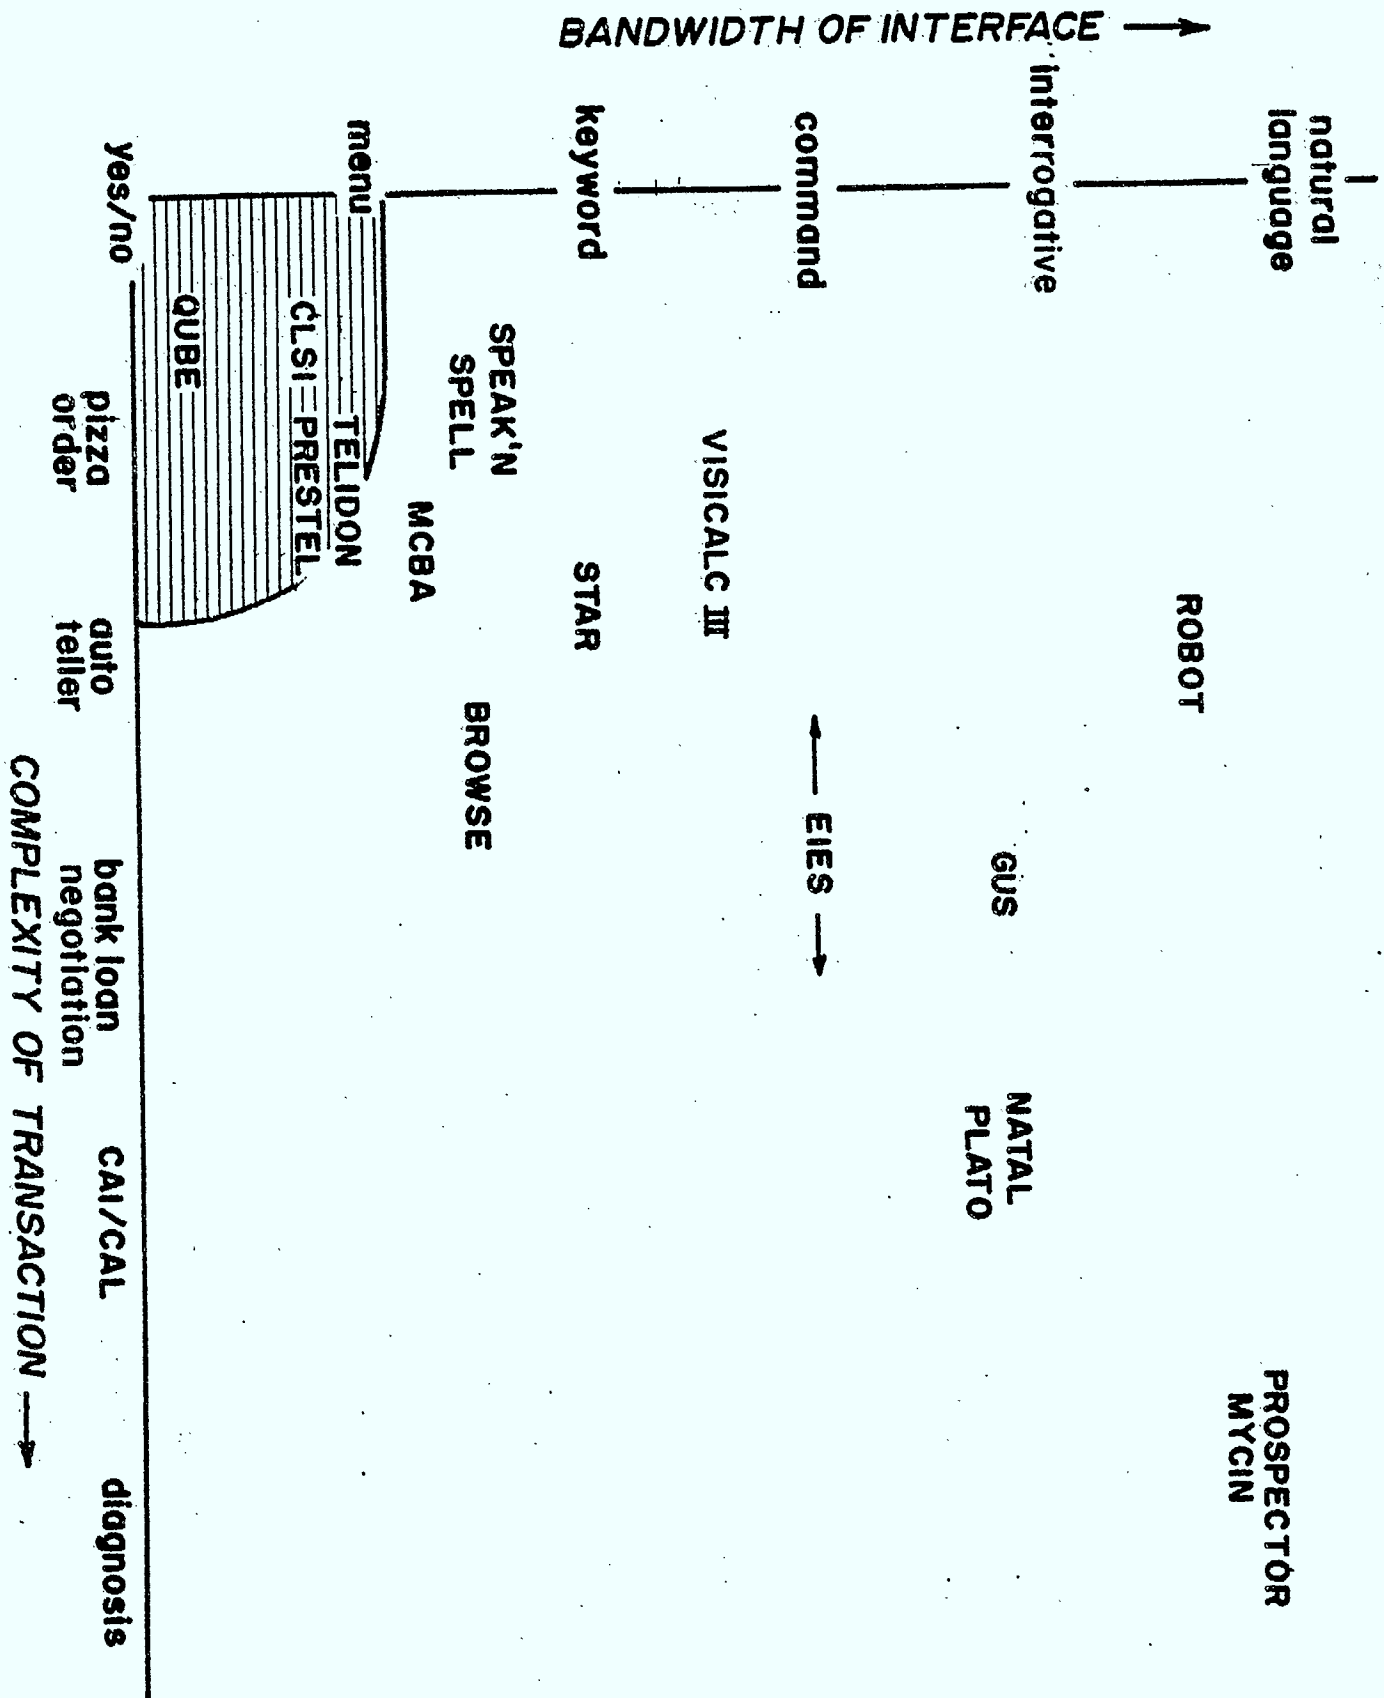 BANDWIDTH OF INTERFACE
natural
language
interrogative
command
keyword
menu
yes/no
PROSPECTOR
MYCIN
ROBOT
GUS
NATAL
PLATO
EIES
VISICALC III
STAR
SPEAK'N
SPELL
BROWSE
MCBA
TELIDON
CLSI
PRESTEL
QUBE
pizza
order
auto
teller
bank loan
negotiation
CAI/CAL
diagnosis
COMPLEXITY OF TRANSACTION